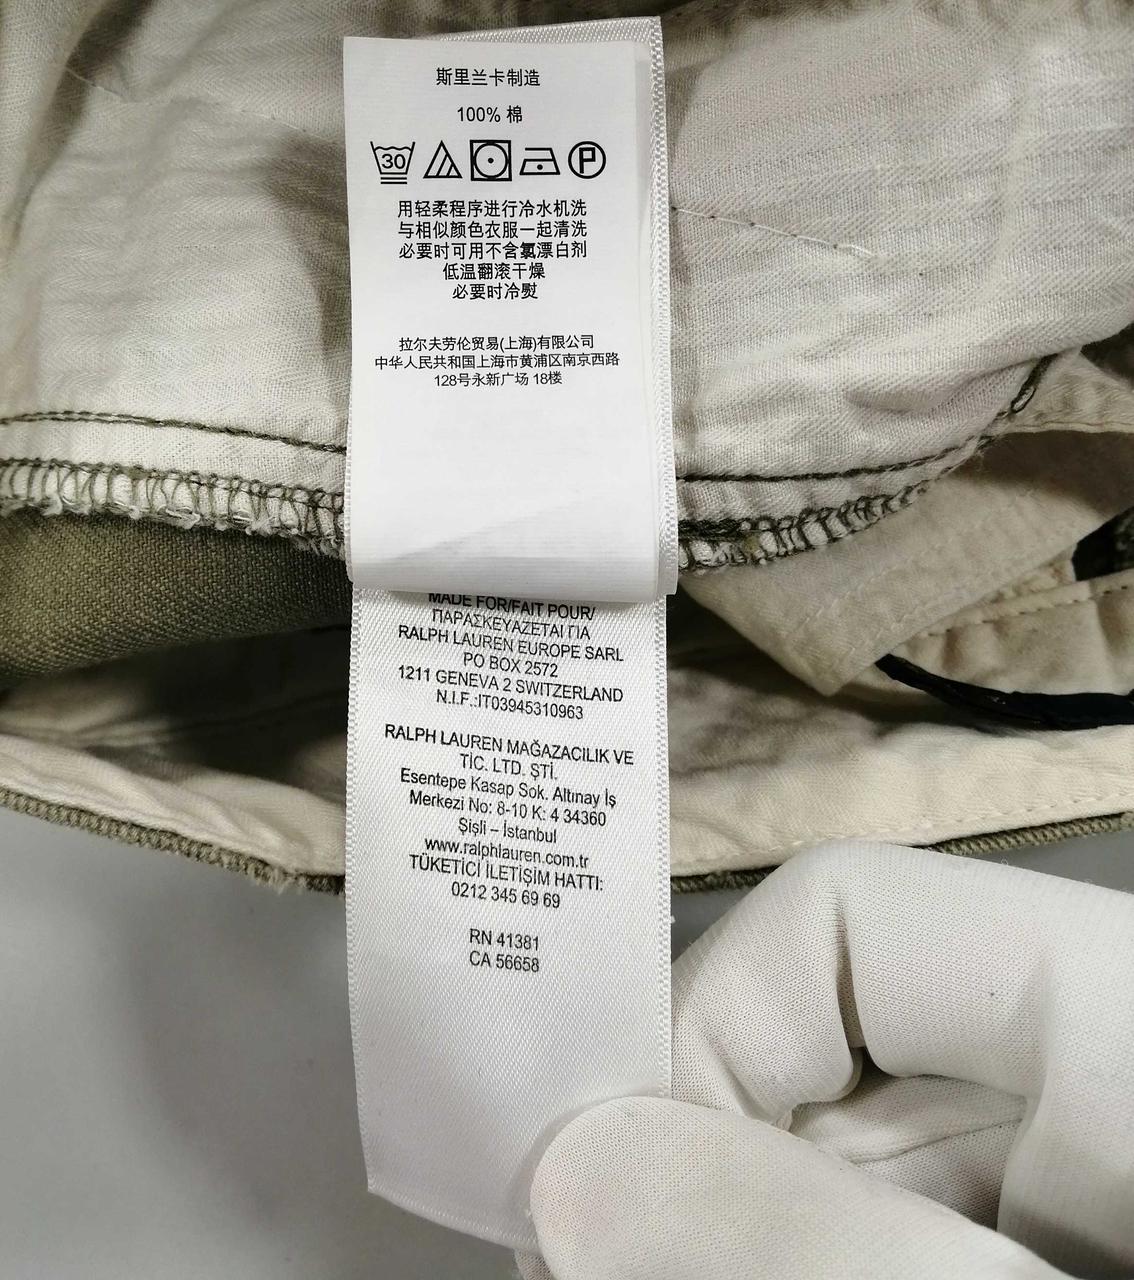 斯里兰卡制造
100% 棉
30
P
用轻柔程序进行冷水机洗
与相似颜色衣服一起清洗
必要时可用不含氯漂白剂
低温翻滚干燥
必要时冷熨
拉尔夫劳伦贸易(上海)有限公司
中华人民共和国上海市黄浦区南京西路
128号永新广场 18楼
MADE FOR/FAIT POUR/
ΠΑΡΑΣΚΕΥΑΖΕΤΑΙ ΓΙΑ
RALPH LAUREN EUROPE SARL
PO BOX 2572
1211 GENEVA 2 SWITZERLAND
N.I.F.:IT03945310963
RALPH LAUREN MAĞAZACILIK VE
TİC. LTD. ŞTİ.
Esentepe Kasap Sok. Altınay İş
Merkezi No: 8-10 K: 4 34360
Şişli – İstanbul
www.ralphlauren.com.tr
TÜKETİCİ İLETİŞİM HATTI:
0212 345 69 69
RN 41381
CA 56658